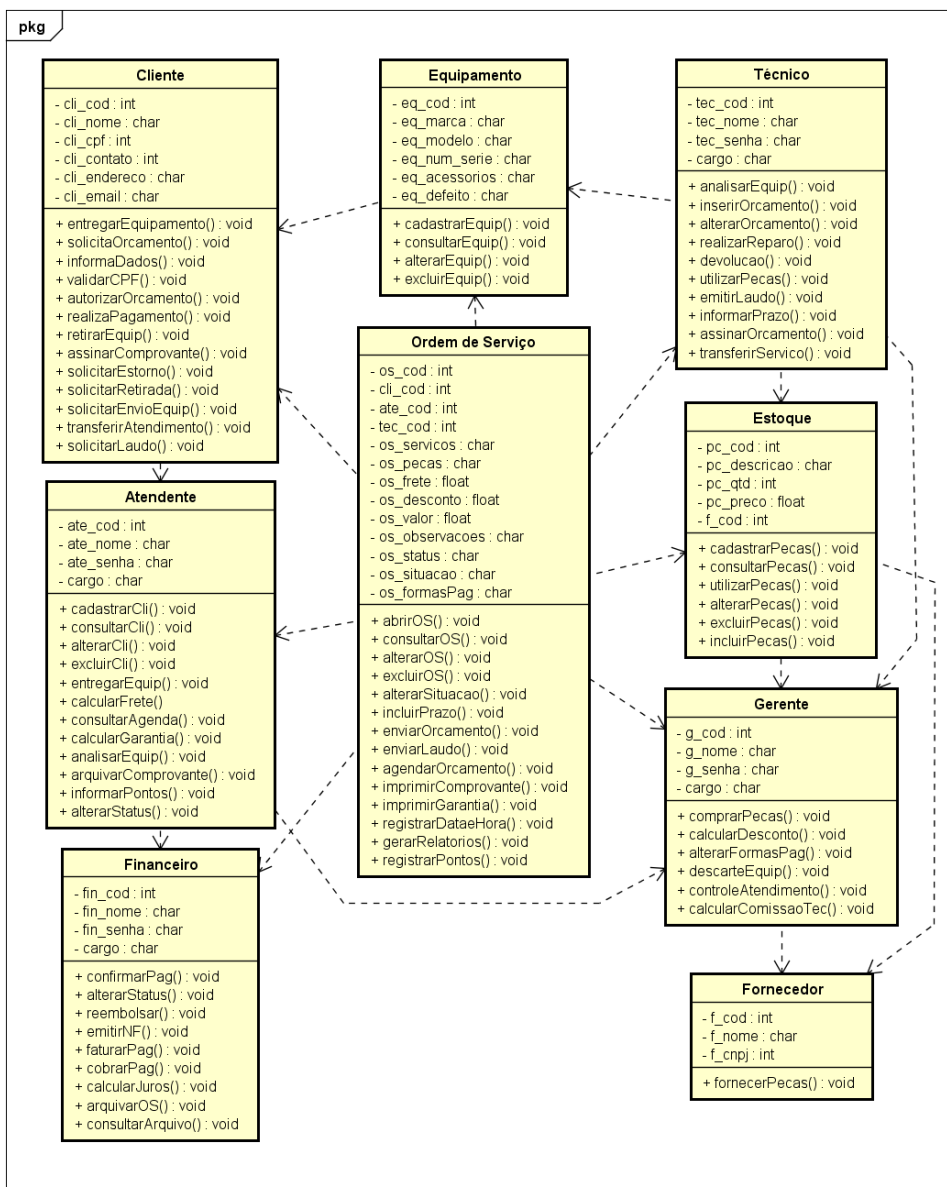 pkg
Cliente
- cli_cod : int
- cli_nome : char
- cli_cpf : int
- cli_contato : int
- cli_endereco : char
- cli_email : char
+ entregarEquipamento() : void
+ solicitaOrcamento() : void
+ informaDados() : void
+ validarCPF() : void
+ autorizarOrcamento() : void
+ realizaPagamento() : void
+ retirarEquip() : void
+ assinarComprovante() : void
+ solicitarEstorno() : void
+ solicitarRetirada() : void
+ solicitarEnvioEquip() : void
+ transferirAtendimento() : void
+ solicitarLaudo() : void
Equipamento
- eq_cod : int
- eq_marca : char
- eq_modelo : char
- eq_num_serie : char
- eq_acessorios : char
- eq_defeito : char
+ cadastrarEquip() : void
+ consultarEquip() : void
+ alterarEquip() : void
+ excluirEquip() : void
Técnico
- tec_cod : int
- tec_nome : char
- tec_senha : char
- cargo : char
+ analisarEquip() : void
+ inserirOrcamento() : void
+ alterarOrcamento() : void
+ realizarReparo() : void
+ devolucao() : void
+ utilizarPecas() : void
+ emitirLaudo() : void
+ informarPrazo() : void
+ assinarOrcamento() : void
+ transferirServico() : void
Ordem de Serviço
- os_cod : int
- cli_cod : int
- ate_cod : int
- tec_cod : int
- os_servicos : char
- os_pecas : char
- os_frete : float
- os_desconto : float
- os_valor : float
- os_observacoes : char
- os_status : char
- os_situacao : char
- os_formasPag : char
+ abrirOS() : void
+ consultarOS() : void
+ alterarOS() : void
+ excluirOS() : void
+ alterarSituacao() : void
+ incluirPrazo() : void
+ enviarOrcamento() : void
+ enviarLaudo() : void
+ agendarOrcamento() : void
+ imprimirComprovante() : void
+ imprimirGarantia() : void
+ registrarDataeHora() : void
+ gerarRelatorios() : void
+ registrarPontos() : void
Estoque
- pc_cod : int
- pc_descricao : char
- pc_qtd : int
- pc_preco : float
- f_cod : int
+ cadastrarPecas() : void
+ consultarPecas() : void
+ utilizarPecas() : void
+ alterarPecas() : void
+ excluirPecas() : void
+ incluirPecas() : void
Atendente
- ate_cod : int
- ate_nome : char
- ate_senha : char
- cargo : char
+ cadastrarCli() : void
+ consultarCli() : void
+ alterarCli() : void
+ excluirCli() : void
+ entregarEquip() : void
+ calcularFrete()
+ consultarAgenda() : void
+ calcularGarantia() : void
+ analisarEquip() : void
+ arquivarComprovante() : void
+ informarPontos() : void
+ alterarStatus() : void
Gerente
- g_cod : int
- g_nome : char
- g_senha : char
- cargo : char
+ comprarPecas() : void
+ calcularDesconto() : void
+ alterarFormasPag() : void
+ descarteEquip() : void
+ controleAtendimento() : void
+ calcularComissaoTec() : void
Financeiro
- fin_cod : int
- fin_nome : char
- fin_senha : char
- cargo : char
+ confirmarPag() : void
+ alterarStatus() : void
+ reembolsar() : void
+ emitirNF() : void
+ faturarPag() : void
+ cobrarPag() : void
+ calcularJuros() : void
+ arquivarOS() : void
+ consultarArquivo() : void
Fornecedor
- f_cod : int
- f_nome : char
- f_cnpj : int
+ fornecerPecas() : void